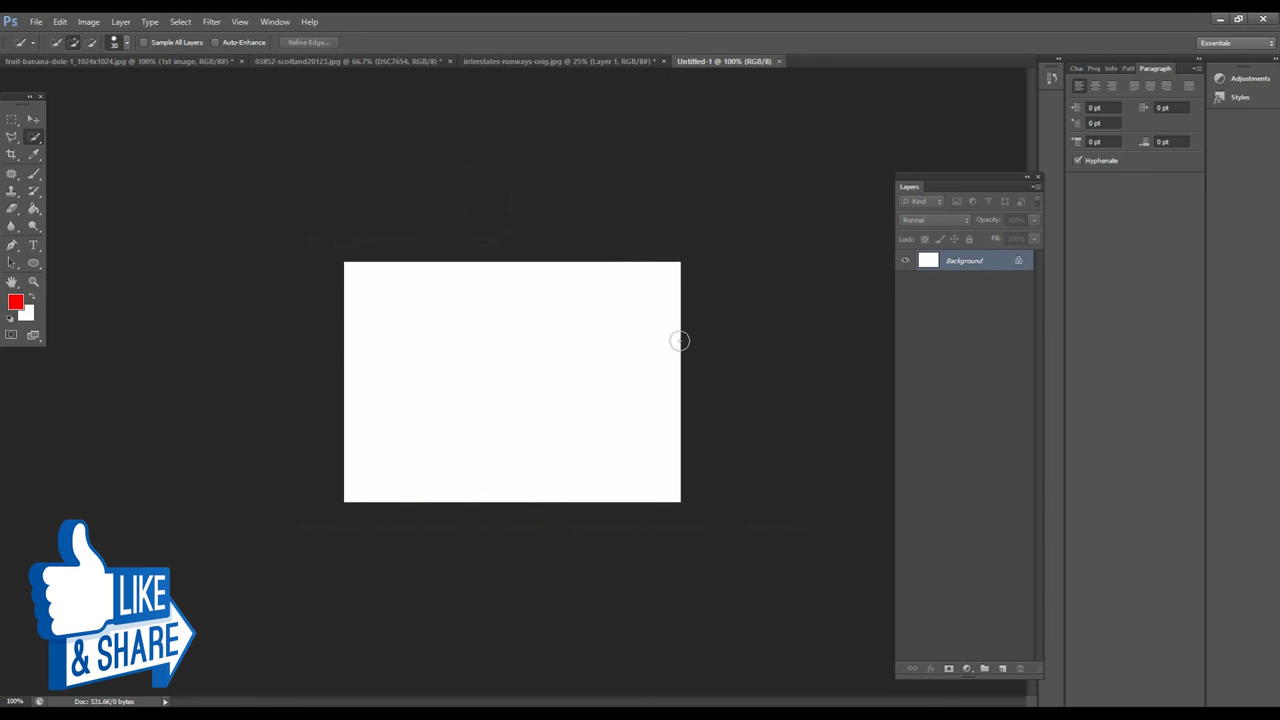 Ps File Edit Image Layer Type Select Filter View Window Help
30 Sample All Layers Auto-Enhance Refine Edge... Essentials
fruit-banana-dole-1_1024x1024.jpg @ 100% (1st image, RGB/8#) * × 03852-scotland20123.jpg @ 66.7% (DSC7654, RGB/8) * × interstates-runways-orig.jpg @ 25% (Layer 1, RGB/8#) * × Untitled-1 @ 100% (RGB/8) ×
Info Paragraph
Adjustments
Styles
0 pt 0 pt
0 pt
0 pt 0 pt
Hyphenate
Layers
Kind
Normal Opacity: 100%
Lock: Fill: 100%
Background
LIKE
& SHARE
100% Doc: 531.6K/0 bytes